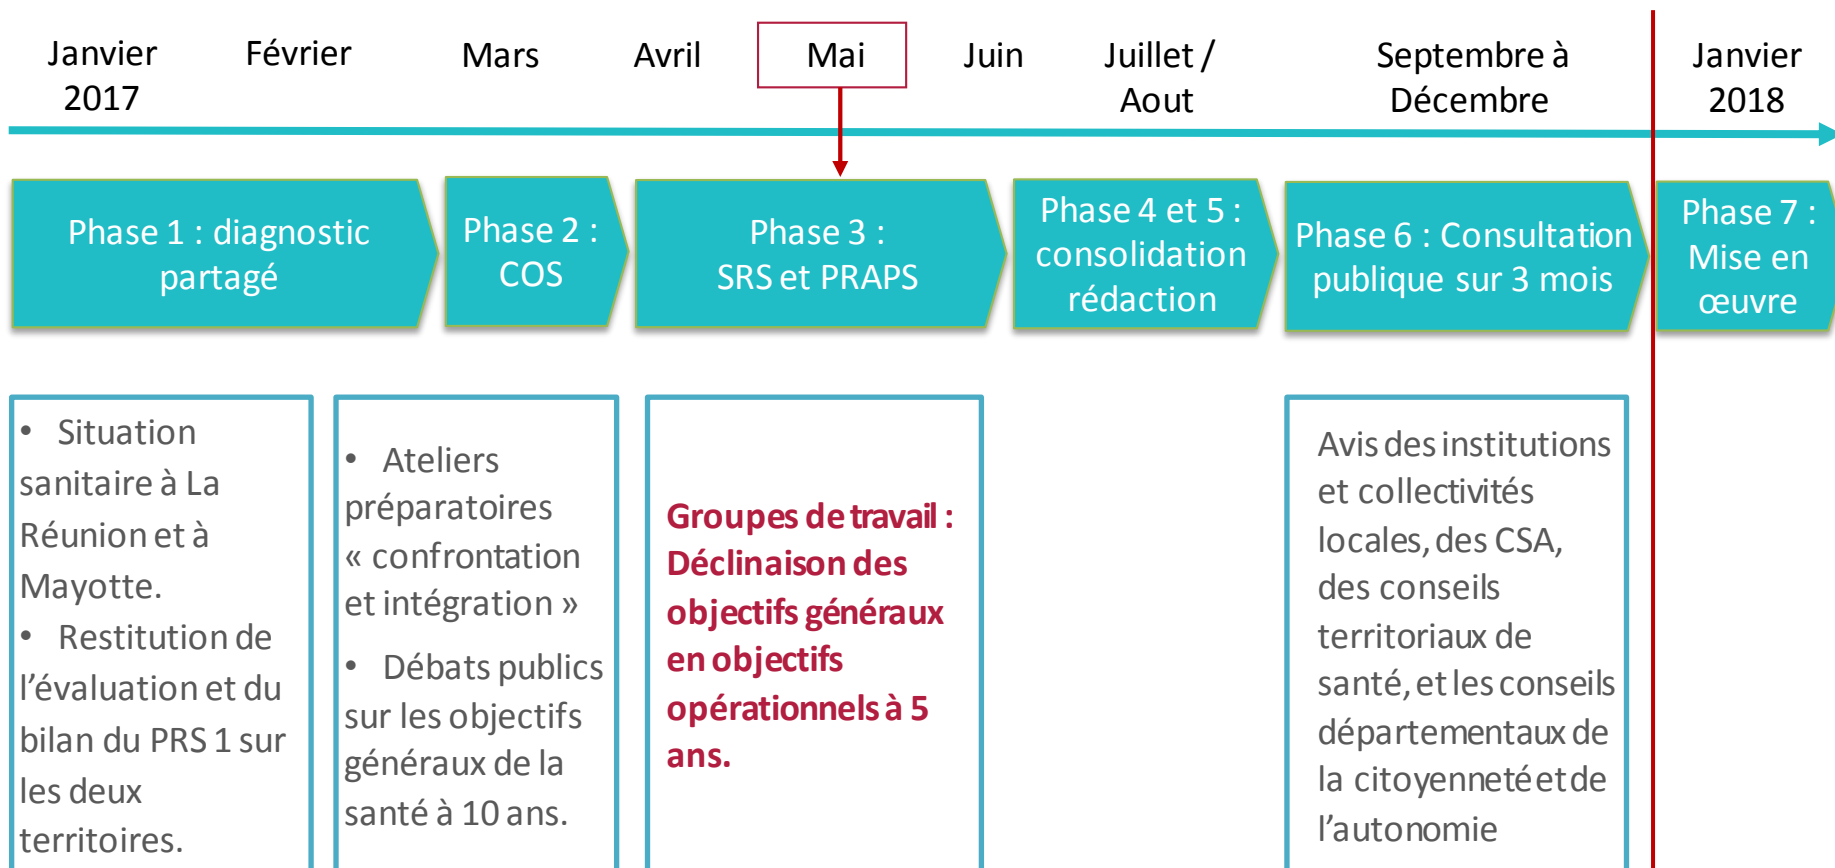 Janvier
2017
Février
Mars
Avril
Mai
Juin
Juillet /
Aout
Septembre à
Décembre
Janvier
2018
Phase 1 : diagnostic
partagé
Phase 2 :
COS
Phase 3 :
SRS et PRAPS
Phase 4 et 5 :
consolidation
rédaction
Phase 6 : Consultation
publique sur 3 mois
Phase 7 :
Mise en
œuvre
• Situation
sanitaire à La
Réunion et à
Mayotte.
• Restitution de
l’évaluation et du
bilan du PRS 1 sur
les deux
territoires.
• Ateliers
préparatoires
« confrontation
et intégration »
• Débats publics
sur les objectifs
généraux de la
santé à 10 ans.
Groupes de travail :
Déclinaison des
objectifs généraux
en objectifs
opérationnels à 5
ans.
Avis des institutions
et collectivités
locales, des CSA,
des conseils
territoriaux de
santé, et les conseils
départementaux de
la citoyenneté et de
l’autonomie